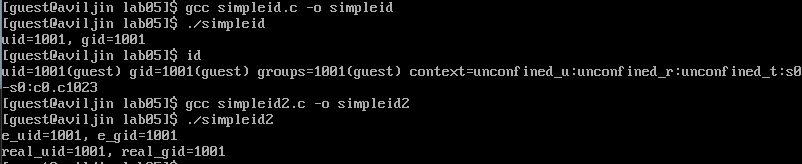 [guest@aviljin lab05]$ gcc simpleid.c -o simpleid
[guest@aviljin lab05]$ ./simpleid
uid=1001, gid=1001
[guest@aviljin lab05]$ id
uid=1001(guest) gid=1001(guest) groups=1001(guest) context=unconfined_u:unconfined_r:unconfined_t:s0
-s0:c0.c1023
[guest@aviljin lab05]$ gcc simpleid2.c -o simpleid2
[guest@aviljin lab05]$ ./simpleid2
e_uid=1001, e_gid=1001
real_uid=1001, real_gid=1001
[guest@aviljin lab05]$